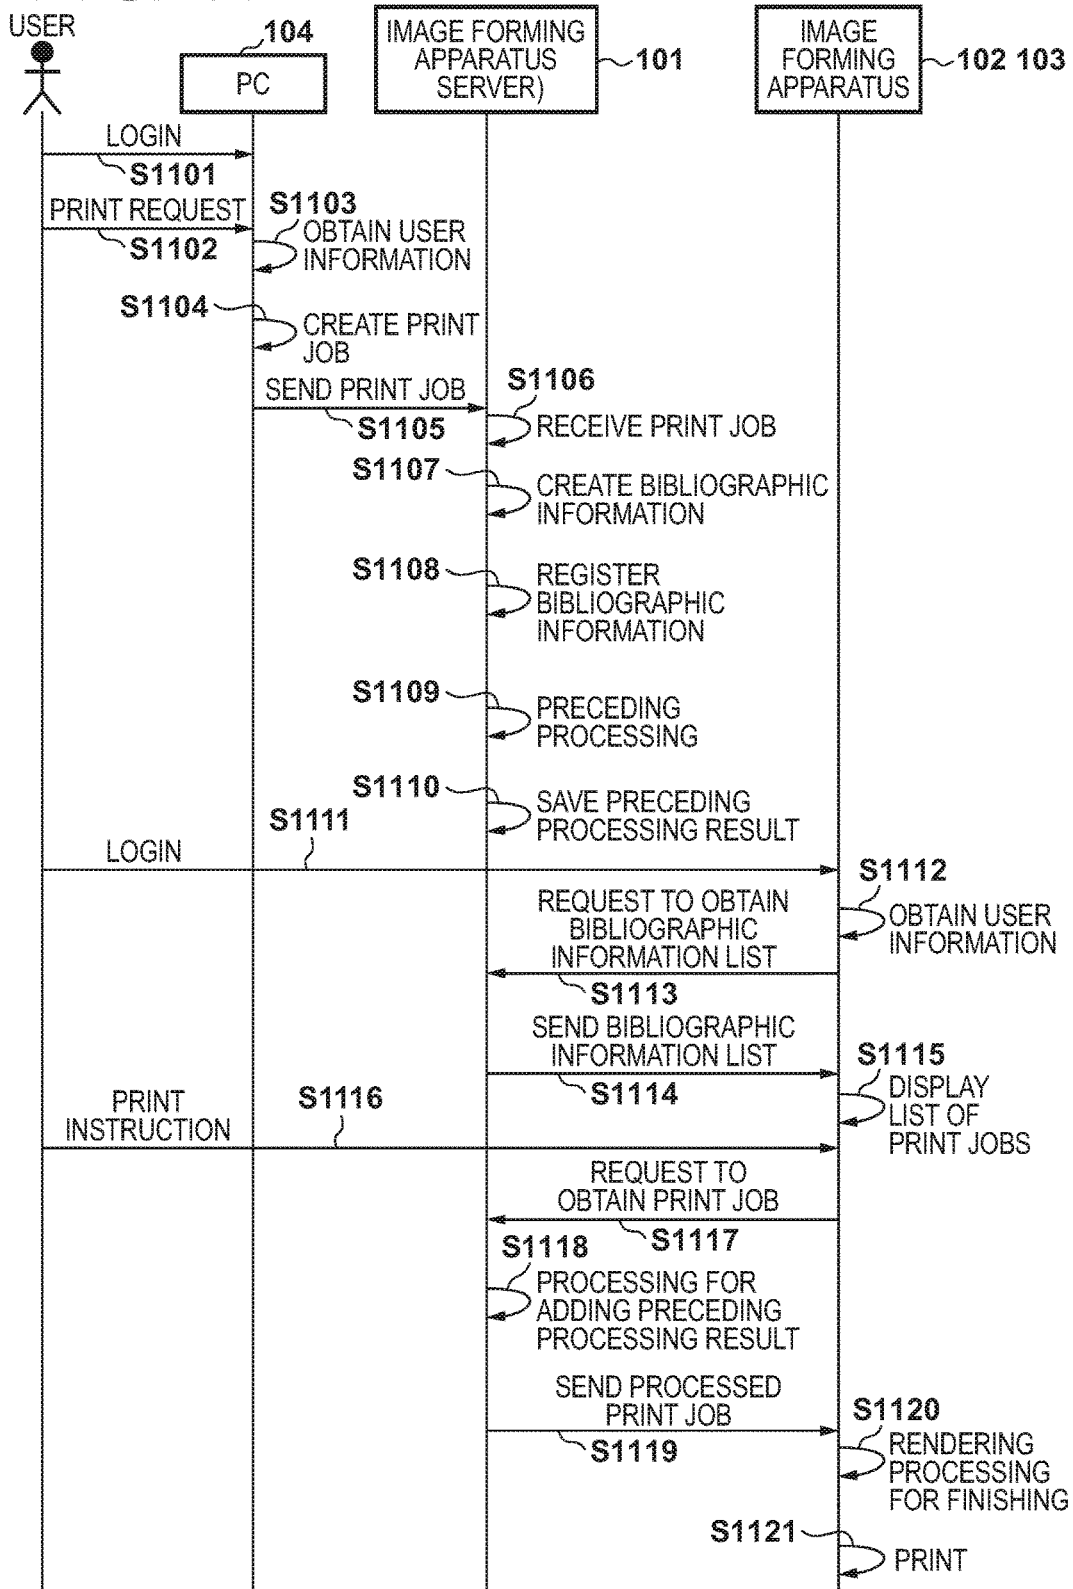 USER
104
PC
IMAGE FORMING
APPARATUS
SERVER)
101
IMAGE
FORMING
APPARATUS
102 103
LOGIN
S1101
PRINT REQUEST
S1102
S1103
OBTAIN USER
INFORMATION
S1104
CREATE PRINT
JOB
SEND PRINT JOB
S1105
S1106
RECEIVE PRINT JOB
S1107
CREATE BIBLIOGRAPHIC
INFORMATION
S1108
REGISTER
BIBLIOGRAPHIC
INFORMATION
S1109
PRECEDING
PROCESSING
S1110
SAVE PRECEDING
PROCESSING RESULT
LOGIN
S1111
S1112
OBTAIN USER
INFORMATION
REQUEST TO OBTAIN
BIBLIOGRAPHIC
INFORMATION LIST
S1113
SEND BIBLIOGRAPHIC
INFORMATION LIST
S1114
S1115
DISPLAY
LIST OF
PRINT JOBS
PRINT
INSTRUCTION
S1116
REQUEST TO
OBTAIN PRINT JOB
S1117
S1118
PROCESSING FOR
ADDING PRECEDING
PROCESSING RESULT
SEND PROCESSED
PRINT JOB
S1119
S1120
RENDERING
PROCESSING
FOR FINISHING
S1121
PRINT